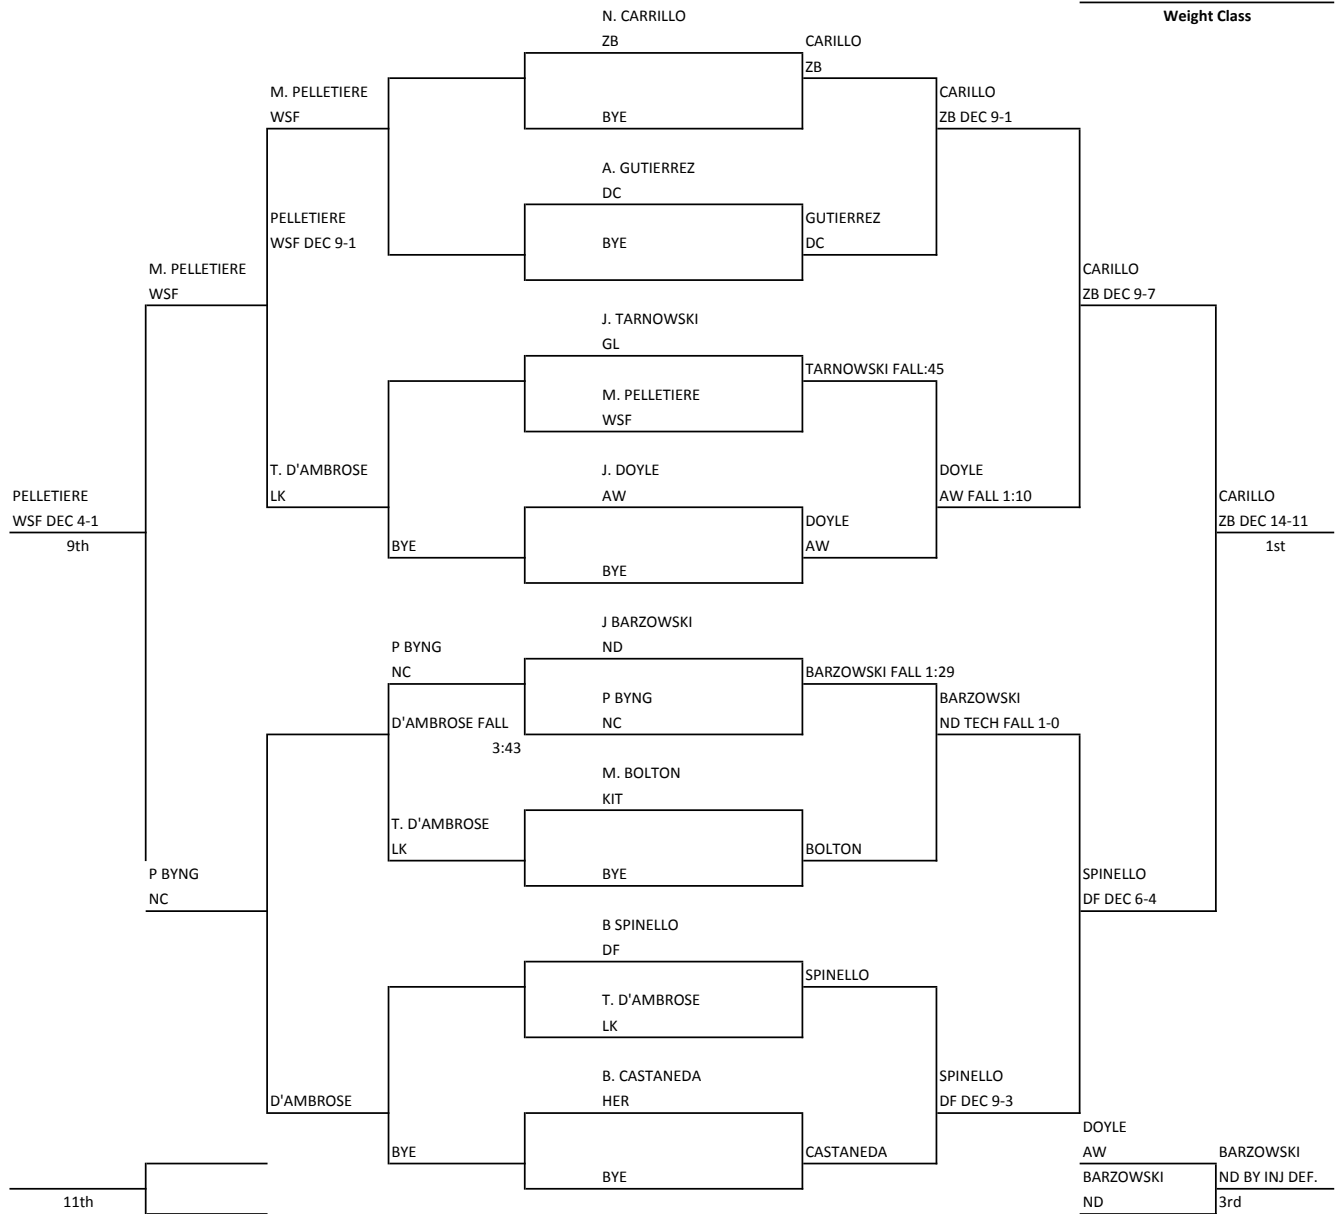 Weight Class
N. CARRILLO
ZB
CARILLO
ZB
M. PELLETIERE
WSF
BYE
CARILLO
ZB DEC 9-1
A. GUTIERREZ
DC
PELLETIERE
WSF DEC 9-1
BYE
GUTIERREZ
DC
M. PELLETIERE
WSF
CARILLO
ZB DEC 9-7
J. TARNOWSKI
GL
TARNOWSKI FALL:45
M. PELLETIERE
WSF
T. D'AMBROSE
LK
J. DOYLE
AW
DOYLE
AW FALL 1:10
PELLETIERE
WSF DEC 4-1
9th
DOYLE
AW
CARILLO
ZB DEC 14-11
1st
BYE
BYE
J BARZOWSKI
ND
P BYNG
NC
BARZOWSKI FALL 1:29
P BYNG
NC
BARZOWSKI
ND TECH FALL 1-0
D'AMBROSE FALL
3:43
M. BOLTON
KIT
T. D'AMBROSE
LK
BOLTON
BYE
P BYNG
NC
SPINELLO
DF DEC 6-4
B SPINELLO
DF
SPINELLO
T. D'AMBROSE
LK
B. CASTANEDA
HER
SPINELLO
DF DEC 9-3
D'AMBROSE
DOYLE
AW
BYE
CASTANEDA
BARZOWSKI
BYE
BARZOWSKI
ND
ND BY INJ DEF.
11th
3rd